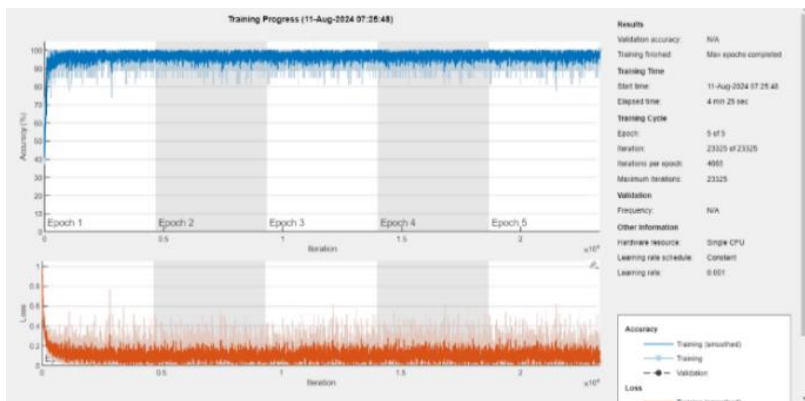 Training Progress (11-Aug-2024 07:25:48)
100
90
80
70
60
50
40
30
20
10
0
Accuracy (%)
Epoch 1
Epoch 2
Epoch 3
Epoch 4
Epoch 5
0
0.5
1
1.5
2
Iteration
1
0.8
0.6
0.4
0.2
0
Loss
0
0.5
1
1.5
2
Iteration
Results
Validation accuracy: N/A
Training finished: Max epochs completed
Training Time
Start time: 11-Aug-2024 07:25:48
Elapsed time: 4 min 25 sec
Training Cycle
Epoch: 5 of 5
Iteration: 23325 of 23325
Iterations per epoch: 4665
Maximum iterations: 23325
Validation
Frequency: N/A
Other Information
Hardware resource: Single CPU
Learning rate schedule: Constant
Learning rate: 0.001
Accuracy
Training (smoothed)
Training
Validation
Loss